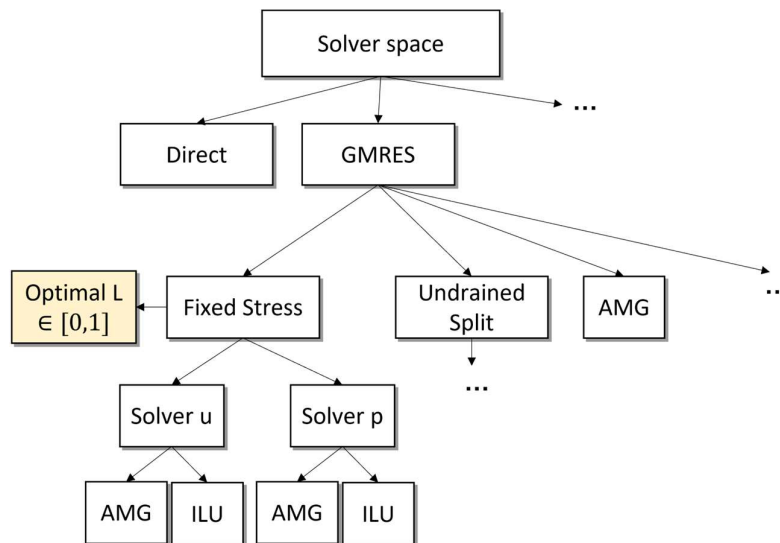 Solver space
...
Direct
GMRES
...
Optimal L
∈ [0,1]
Fixed Stress
Undrained
Split
AMG
...
Solver u
Solver p
AMG
ILU
AMG
ILU